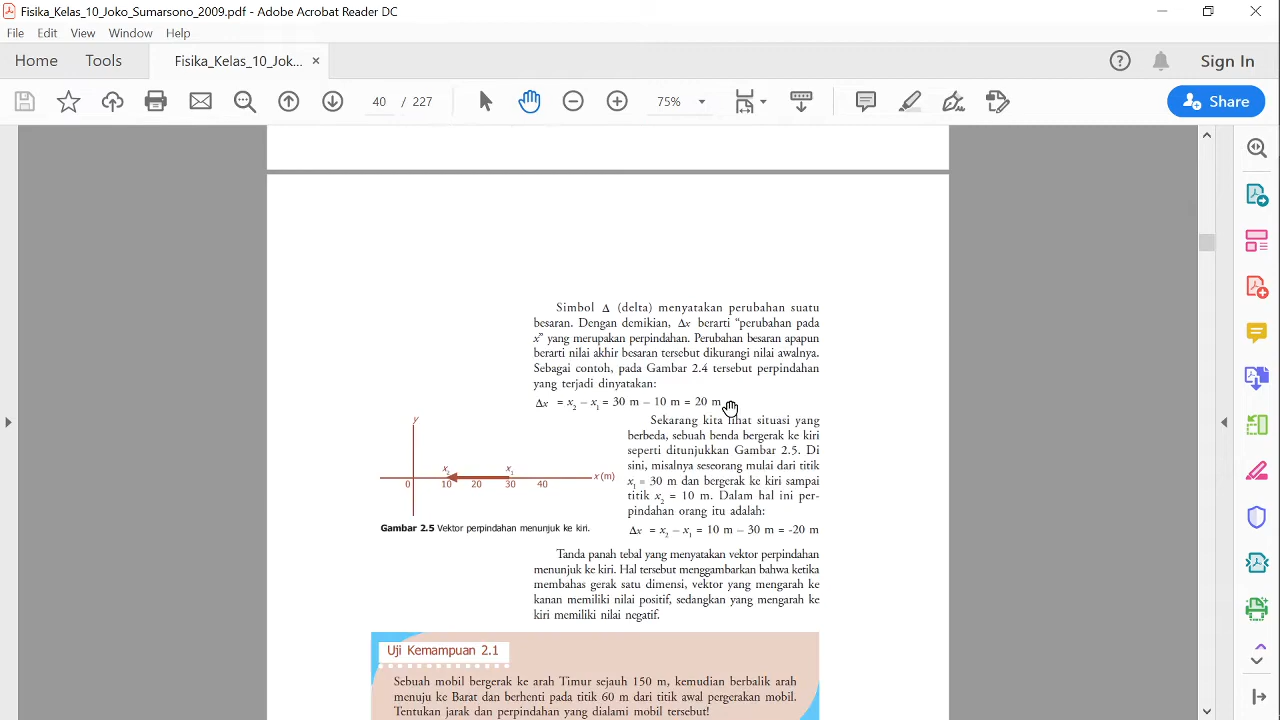 Fisika_Kelas_10_Joko_Sumarsono_2009.pdf - Adobe Acrobat Reader DC
File Edit View Window Help
Home Tools Fisika_Kelas_10_Jok... × Sign In
40 / 227 75% Share
Simbol Δ (delta) menyatakan perubahan suatu
besaran. Dengan demikian, Δx berarti “perubahan pada
x” yang merupakan perpindahan. Perubahan besaran apapun
berarti nilai akhir besaran tersebut dikurangi nilai awalnya.
Sebagai contoh, pada Gambar 2.4 tersebut perpindahan
yang terjadi dinyatakan:
Δx = x₂ – x₁ = 30 m – 10 m = 20 m
Sekarang kita lihat situasi yang
berbeda, sebuah benda bergerak ke kiri
seperti ditunjukkan Gambar 2.5. Di
sini, misalnya seseorang mulai dari titik
x₁ = 30 m dan bergerak ke kiri sampai
titik x₂ = 10 m. Dalam hal ini per-
pindahan orang itu adalah:
Δx = x₂ – x₁ = 10 m – 30 m = -20 m
y
x₂ x₁
x (m)
0 10 20 30 40
Gambar 2.5 Vektor perpindahan menunjuk ke kiri.
Tanda panah tebal yang menyatakan vektor perpindahan
menunjuk ke kiri. Hal tersebut menggambarkan bahwa ketika
membahas gerak satu dimensi, vektor yang mengarah ke
kanan memiliki nilai positif, sedangkan yang mengarah ke
kiri memiliki nilai negatif.
Uji Kemampuan 2.1
Sebuah mobil bergerak ke arah Timur sejauh 150 m, kemudian berbalik arah
menuju ke Barat dan berhenti pada titik 60 m dari titik awal pergerakan mobil.
Tentukan jarak dan perpindahan yang dialami mobil tersebut!